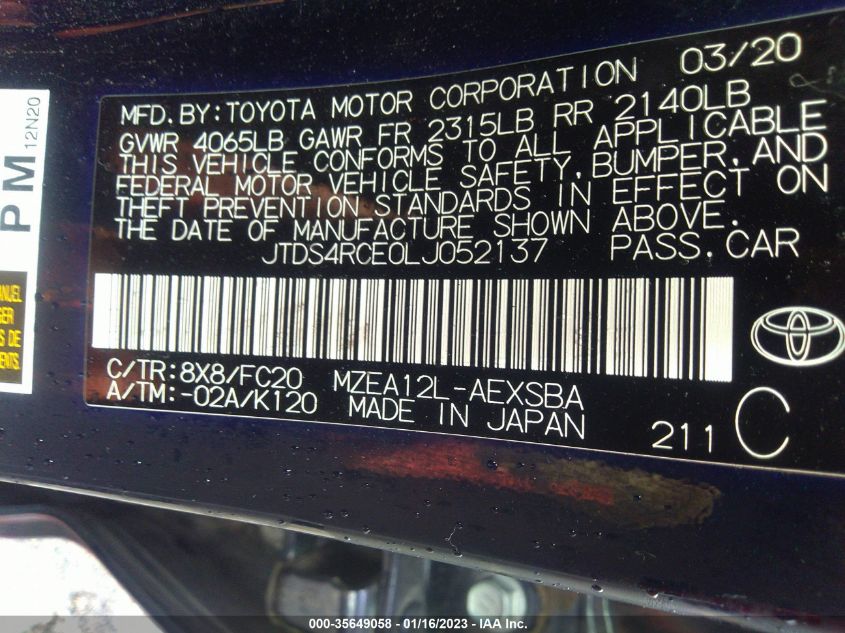 MFD. BY: TOYOTA MOTOR CORPORATION 03/20
GVWR 4065LB GAWR FR 2315LB RR 2140LB
THIS VEHICLE CONFORMS TO ALL APPLICABLE
FEDERAL MOTOR VEHICLE SAFETY, BUMPER, AND
THEFT PREVENTION STANDARDS IN EFFECT ON
THE DATE OF MANUFACTURE SHOWN ABOVE.
JTDS4RCE0LJ052137 PASS. CAR
C/TR: 8X8/FC20 MZEA12L-AEXSBA
A/TM: -02A/K120 MADE IN JAPAN
211 C
PM
12N20
000-35649058 - 01/16/2023 - IAA Inc.